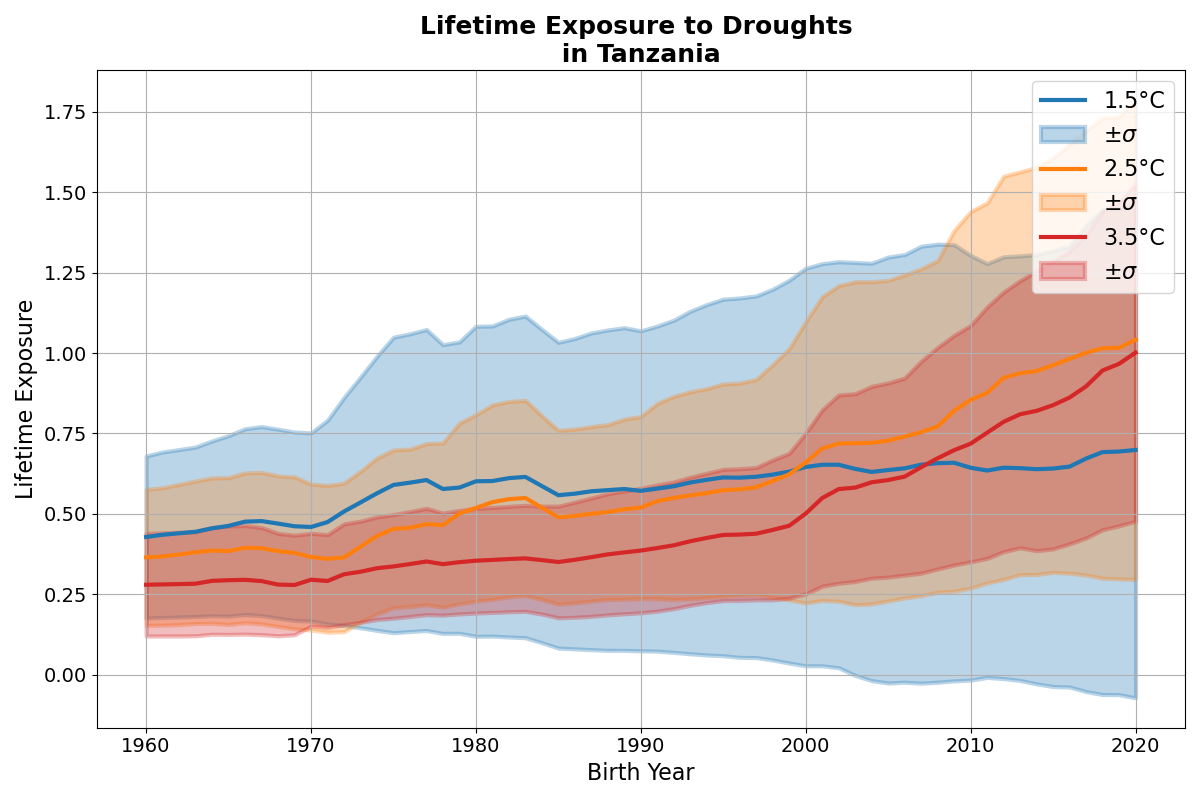 Lifetime Exposure to Droughts
in Tanzania
1.75
1.50
1.25
1.00
0.75
0.50
0.25
0.00
Lifetime Exposure
1.5°C
±σ
2.5°C
±σ
3.5°C
±σ
1960 1970 1980 1990 2000 2010 2020
Birth Year